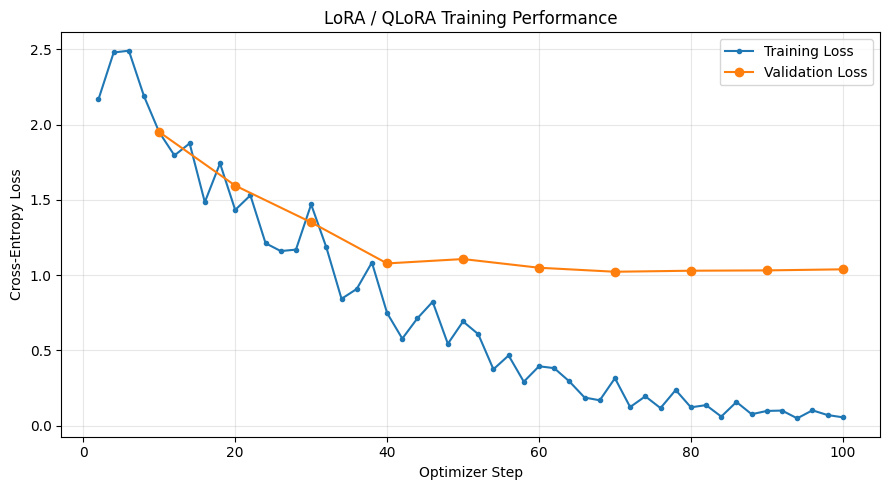 LoRA / QLoRA Training Performance
Training Loss
Validation Loss
Cross-Entropy Loss
2.5
2.0
1.5
1.0
0.5
0.0
0 20 40 60 80 100
Optimizer Step